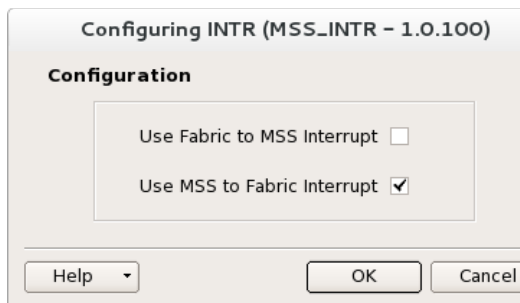 Configuring INTR (MSS_INTR - 1.0.100)
Configuration
Use Fabric to MSS Interrupt
Use MSS to Fabric Interrupt
Help OK Cancel